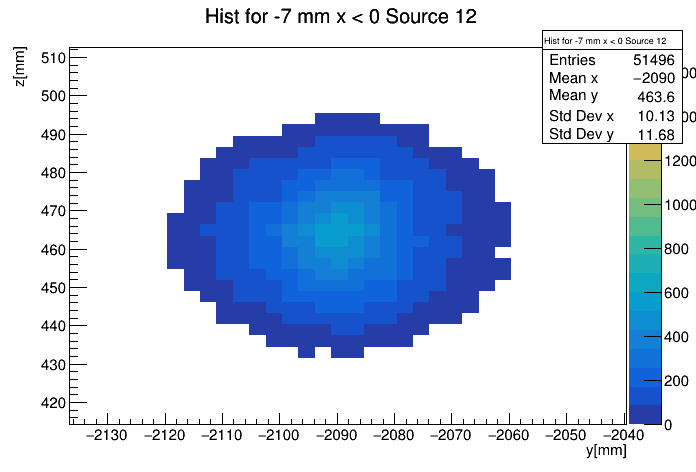 Hist for -7 mm x < 0 Source 12
z[mm]
Hist for -7 mm x < 0 Source 12
Entries 51496
Mean x −2090
Mean y 463.6
Std Dev x 10.13
Std Dev y 11.68
510
500
490
480
470
460
450
440
430
420
−2130 −2120 −2110 −2100 −2090 −2080 −2070 −2060 −2050 −2040
y[mm]
1200
1000
800
600
400
200
0